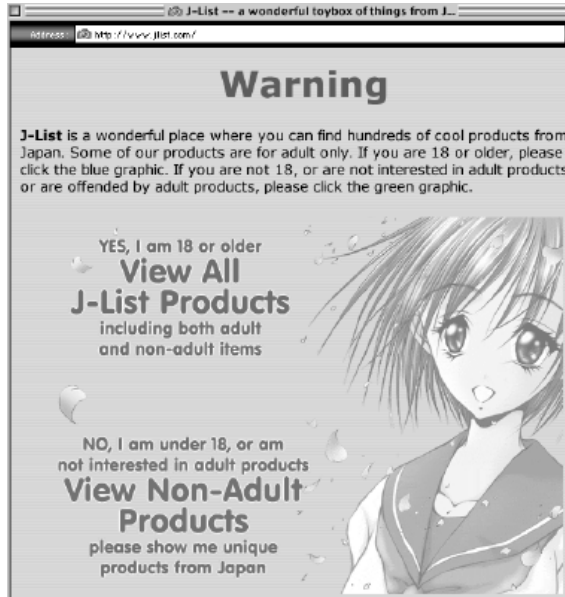 J-List -- a wonderful toybox of things from J...
Address: http://www.jlist.com/
Warning
J-List is a wonderful place where you can find hundreds of cool products from
Japan. Some of our products are for adult only. If you are 18 or older, please
click the blue graphic. If you are not 18, or are not interested in adult products
or are offended by adult products, please click the green graphic.
YES, I am 18 or older
View All
J-List Products
including both adult
and non-adult items
NO, I am under 18, or am
not interested in adult products
View Non-Adult
Products
please show me unique
products from Japan